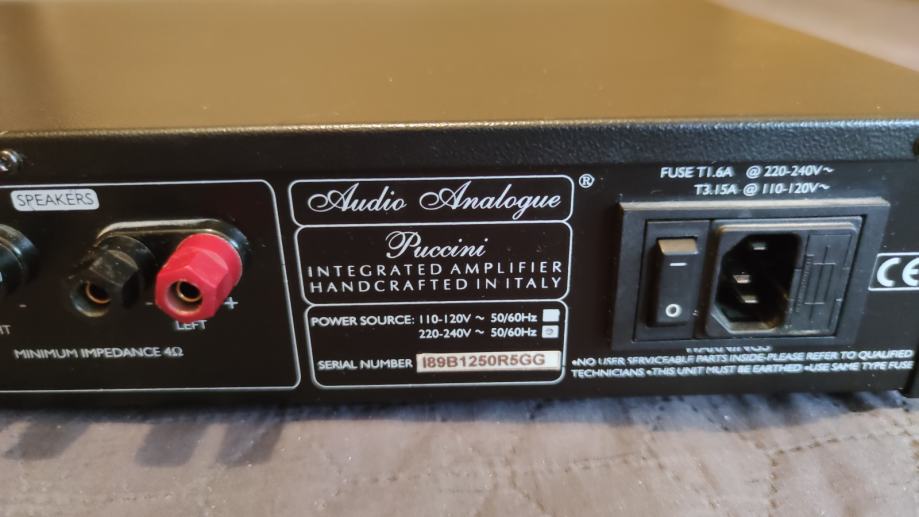 SPEAKERS
- +
LEFT
MINIMUM IMPEDANCE 4Ω
Audio Analogue ®
Puccini
INTEGRATED AMPLIFIER
HANDCRAFTED IN ITALY
POWER SOURCE: 110-120V ~ 50/60Hz
220-240V ~ 50/60Hz
SERIAL NUMBER I89B1250R5GG
FUSE T1.6A @ 220-240V~
T3.15A @ 110-120V~
CE
•NO USER SERVICEABLE PARTS INSIDE-PLEASE REFER TO QUALIFIED
TECHNICIANS •THIS UNIT MUST BE EARTHED •USE SAME TYPE FUSE